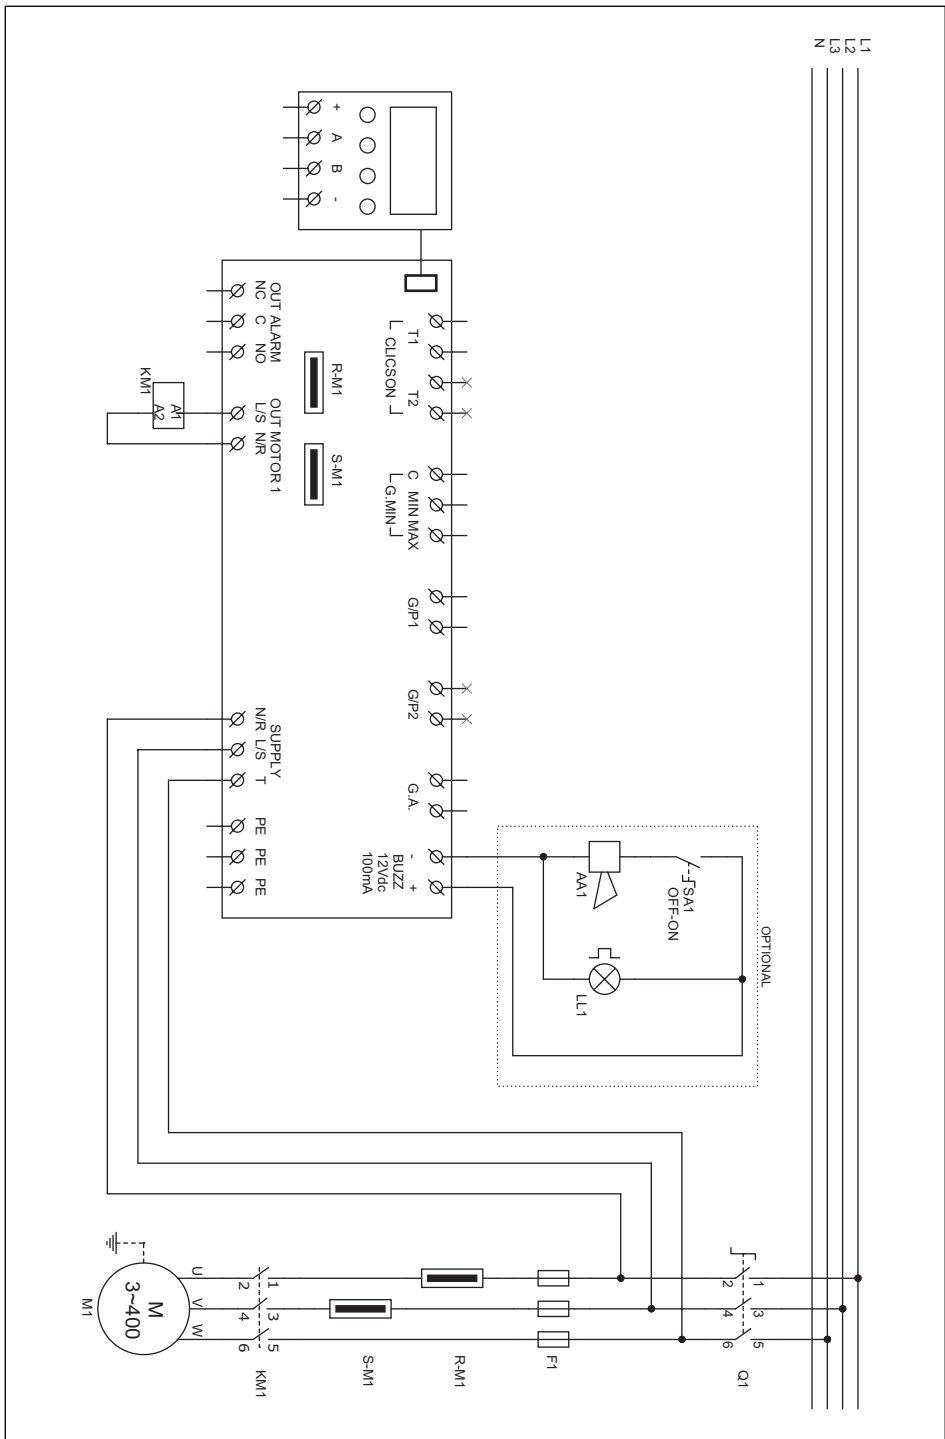 L1
L2
L3
N
OPTIONAL
1 3 5
Q1
2 4 6
SA1
OFF-ON
AA1
LL1
F1
R-M1
S-M1
+ A B -
T1 T2
CLICSON
C MIN MAX
G.MIN
G/P1
G/P2
G.A.
- +
BUZZ
12Vdc
100mA
R-M1
S-M1
OUT ALARM
NC C NO
OUT MOTOR 1
L/S N/R
SUPPLY
N/R L/S T
PE PE PE
A1
A2
KM1
1 3 5
KM1
2 4 6
U V W
M
3~400
M1